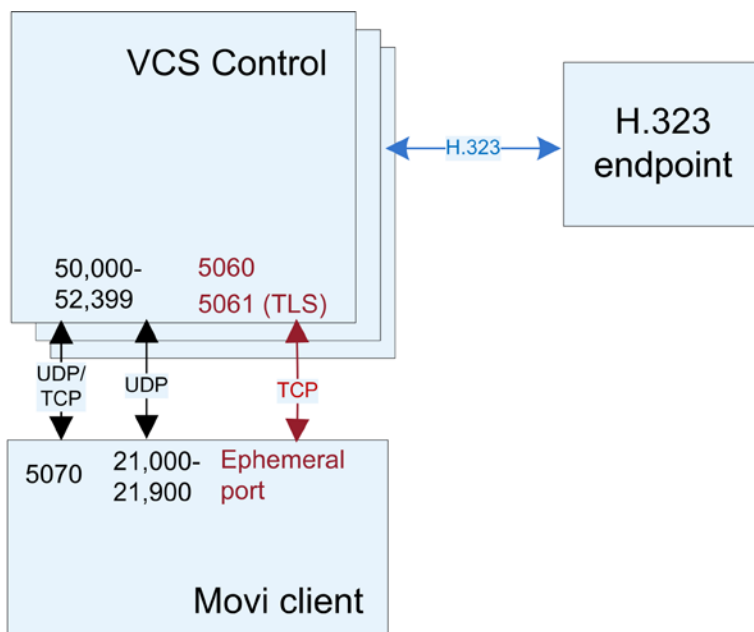 VCS Control
H.323
H.323
endpoint
50,000-
52,399
5060
5061 (TLS)
UDP/
TCP
UDP
TCP
5070
21,000-
21,900
Ephemeral
port
Movi client